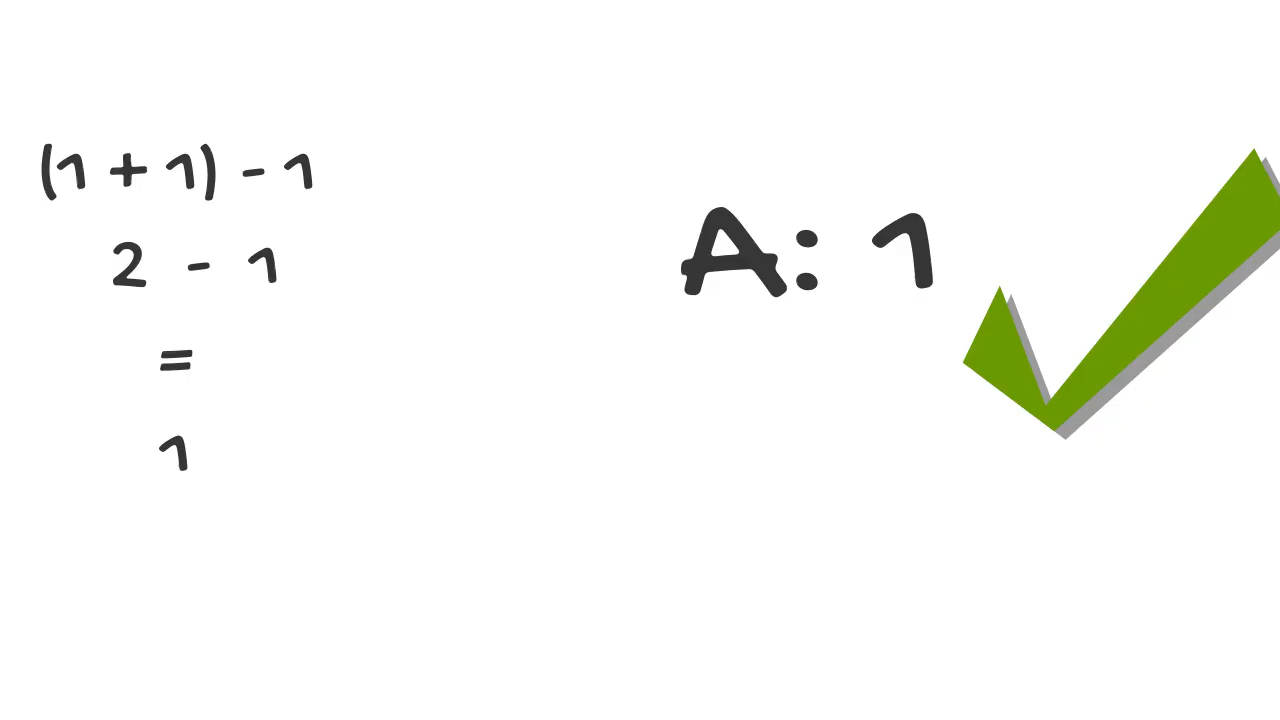 (1 + 1) - 1
2 - 1
=
1
A: 1